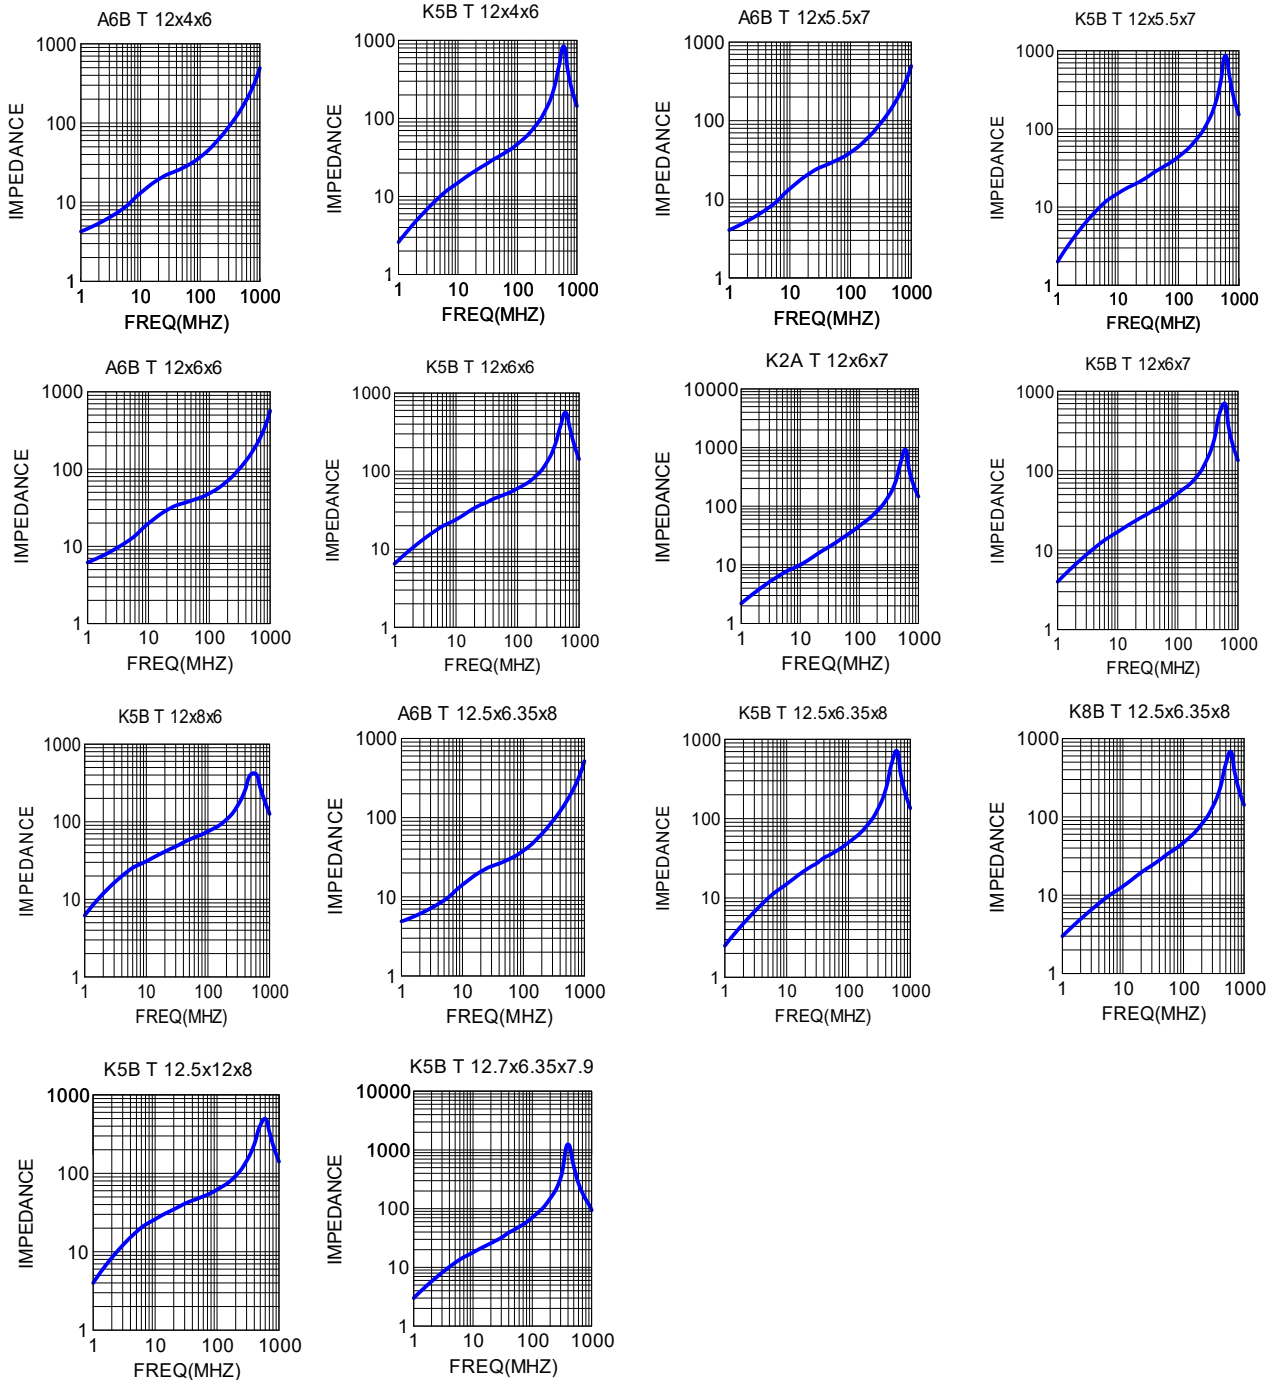 A6B T 12x4x6
1000
100
10
1
1 10 100 1000
IMPEDANCE
FREQ(MHZ)
K5B T 12x4x6
1000
100
10
1
1 10 100 1000
IMPEDANCE
FREQ(MHZ)
A6B T 12x5.5x7
1000
100
10
1
1 10 100 1000
IMPEDANCE
FREQ(MHZ)
K5B T 12x5.5x7
1000
100
10
1
1 10 100 1000
IMPEDANCE
FREQ(MHZ)
A6B T 12x6x6
1000
100
10
1
1 10 100 1000
IMPEDANCE
FREQ(MHZ)
K5B T 12x6x6
1000
100
10
1
1 10 100 1000
IMPEDANCE
FREQ(MHZ)
K2A T 12x6x7
10000
1000
100
10
1
1 10 100 1000
IMPEDANCE
FREQ(MHZ)
K5B T 12x6x7
1000
100
10
1
1 10 100 1000
IMPEDANCE
FREQ(MHZ)
K5B T 12x8x6
1000
100
10
1
1 10 100 1000
IMPEDANCE
FREQ(MHZ)
A6B T 12.5x6.35x8
1000
100
10
1
1 10 100 1000
IMPEDANCE
FREQ(MHZ)
K5B T 12.5x6.35x8
1000
100
10
1
1 10 100 1000
IMPEDANCE
FREQ(MHZ)
K8B T 12.5x6.35x8
1000
100
10
1
1 10 100 1000
IMPEDANCE
FREQ(MHZ)
K5B T 12.5x12x8
1000
100
10
1
1 10 100 1000
IMPEDANCE
FREQ(MHZ)
K5B T 12.7x6.35x7.9
10000
1000
100
10
1
1 10 100 1000
IMPEDANCE
FREQ(MHZ)